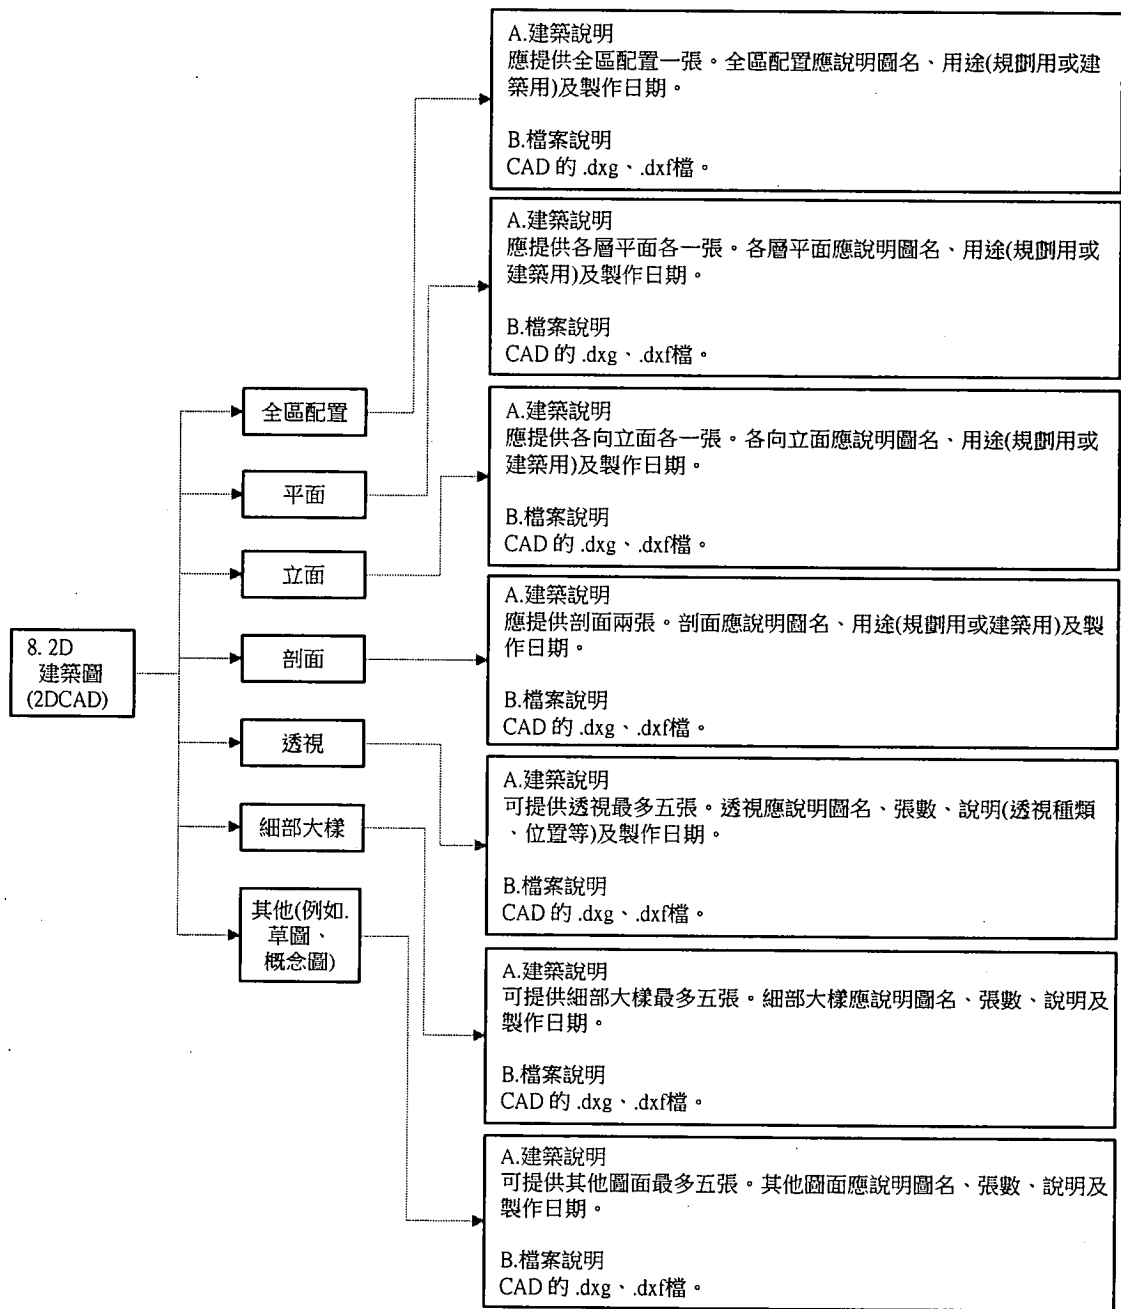 A.建築說明
應提供全區配置一張。全區配置應說明圖名、用途(規劃用或建
築用)及製作日期。
B.檔案說明
CAD 的 .dxg、.dxf檔。
A.建築說明
應提供各層平面各一張。各層平面應說明圖名、用途(規劃用或
建築用)及製作日期。
B.檔案說明
CAD 的 .dxg、.dxf檔。
A.建築說明
應提供各向立面各一張。各向立面應說明圖名、用途(規劃用或
建築用)及製作日期。
B.檔案說明
CAD 的 .dxg、.dxf檔。
A.建築說明
應提供剖面兩張。剖面應說明圖名、用途(規劃用或建築用)及製
作日期。
B.檔案說明
CAD 的 .dxg、.dxf檔。
A.建築說明
可提供透視最多五張。透視應說明圖名、張數、說明(透視種類
、位置等)及製作日期。
B.檔案說明
CAD 的 .dxg、.dxf檔。
A.建築說明
可提供細部大樣最多五張。細部大樣應說明圖名、張數、說明及
製作日期。
B.檔案說明
CAD 的 .dxg、.dxf檔。
A.建築說明
可提供其他圖面最多五張。其他圖面應說明圖名、張數、說明及
製作日期。
B.檔案說明
CAD 的 .dxg、.dxf檔。
全區配置
平面
立面
剖面
透視
細部大樣
其他(例如.
草圖、
概念圖)
8. 2D
建築圖
(2DCAD)